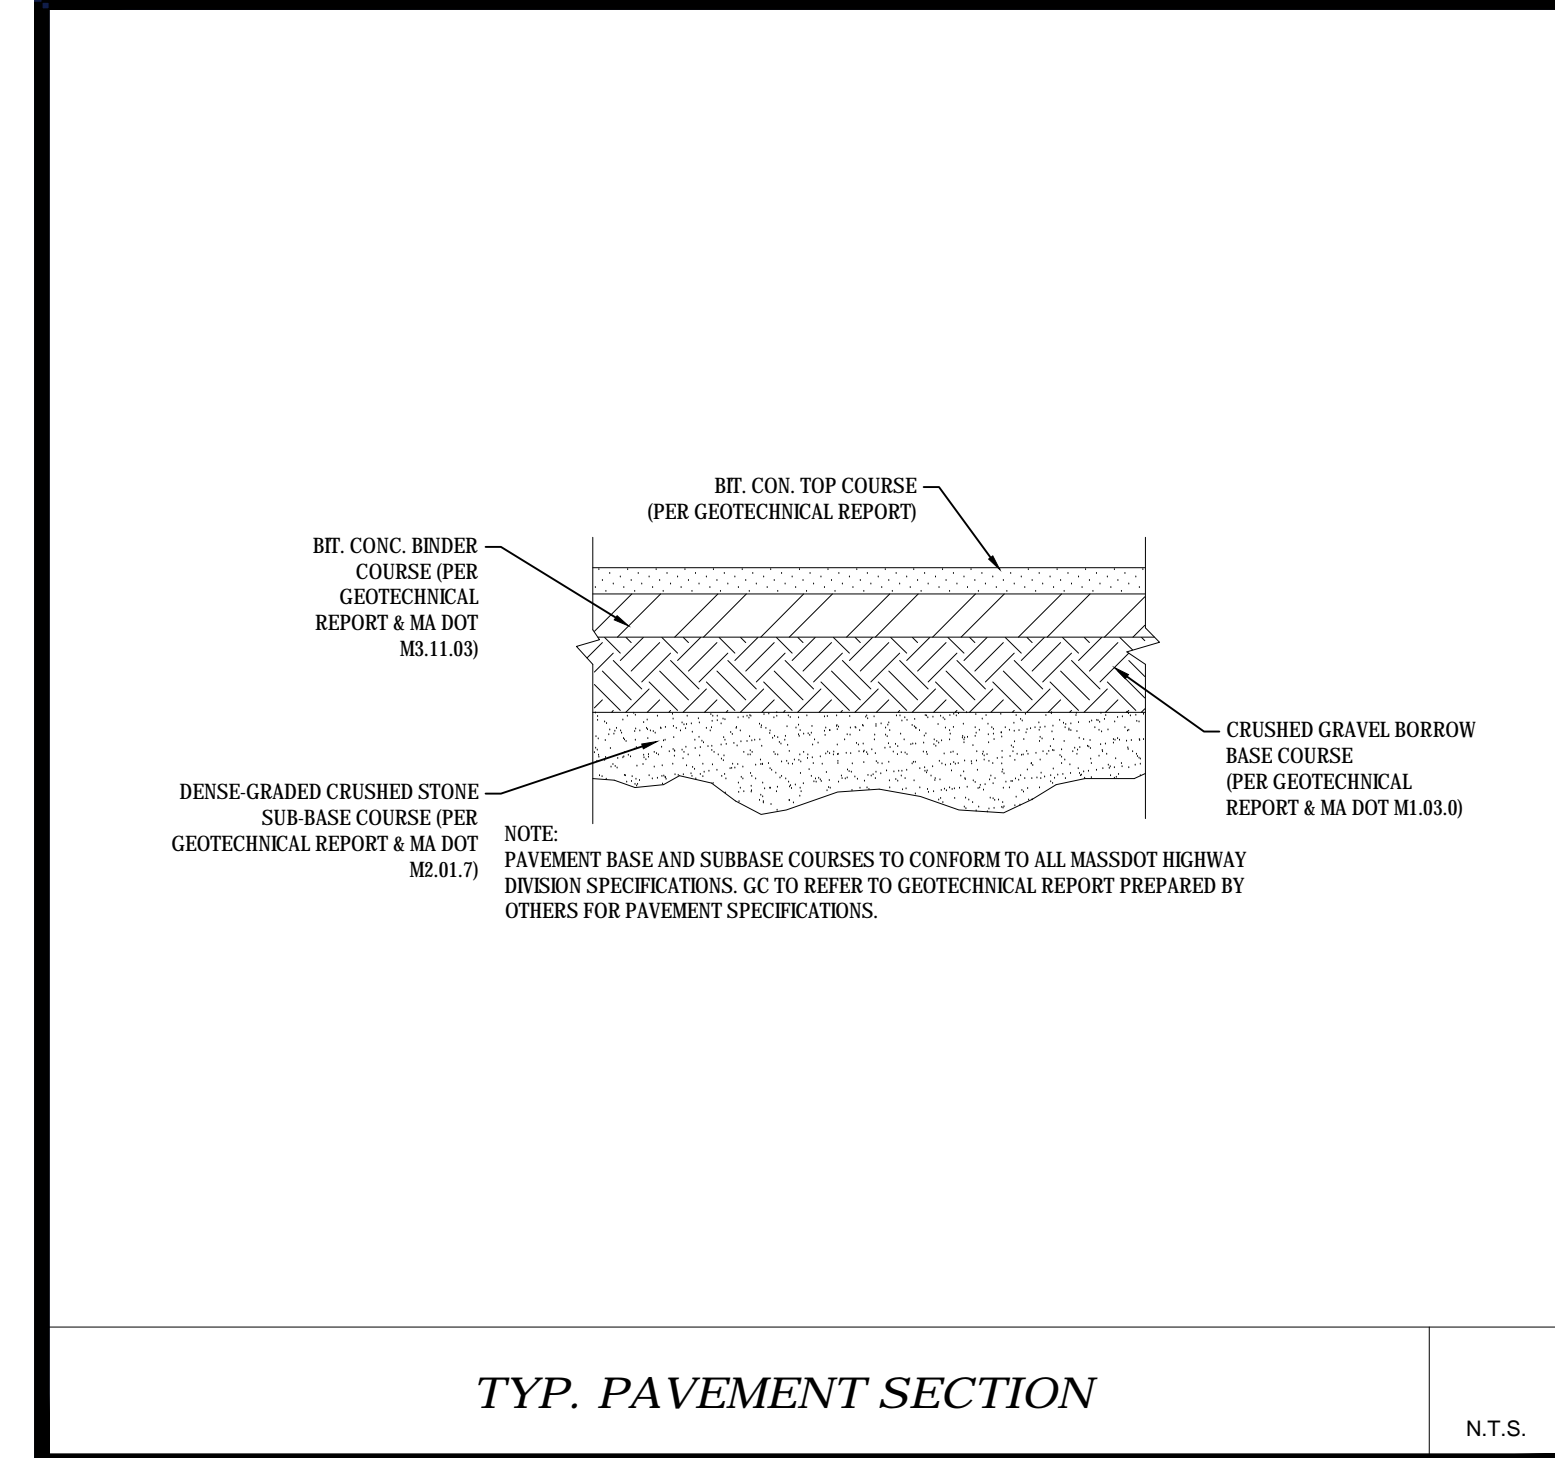 BIT. CON. TOP COURSE
(PER GEOTECHNICAL REPORT)
BIT. CONC. BINDER
COURSE (PER
GEOTECHNICAL
REPORT & MA DOT
M3.11.03)
CRUSHED GRAVEL BORROW
BASE COURSE
(PER GEOTECHNICAL
REPORT & MA DOT M1.03.0)
DENSE-GRADED CRUSHED STONE
SUB-BASE COURSE (PER
GEOTECHNICAL REPORT & MA DOT
M2.01.7)
NOTE:
PAVEMENT BASE AND SUBBASE COURSES TO CONFORM TO ALL MASSDOT HIGHWAY
DIVISION SPECIFICATIONS. GC TO REFER TO GEOTECHNICAL REPORT PREPARED BY
OTHERS FOR PAVEMENT SPECIFICATIONS.
TYP. PAVEMENT SECTION
N.T.S.